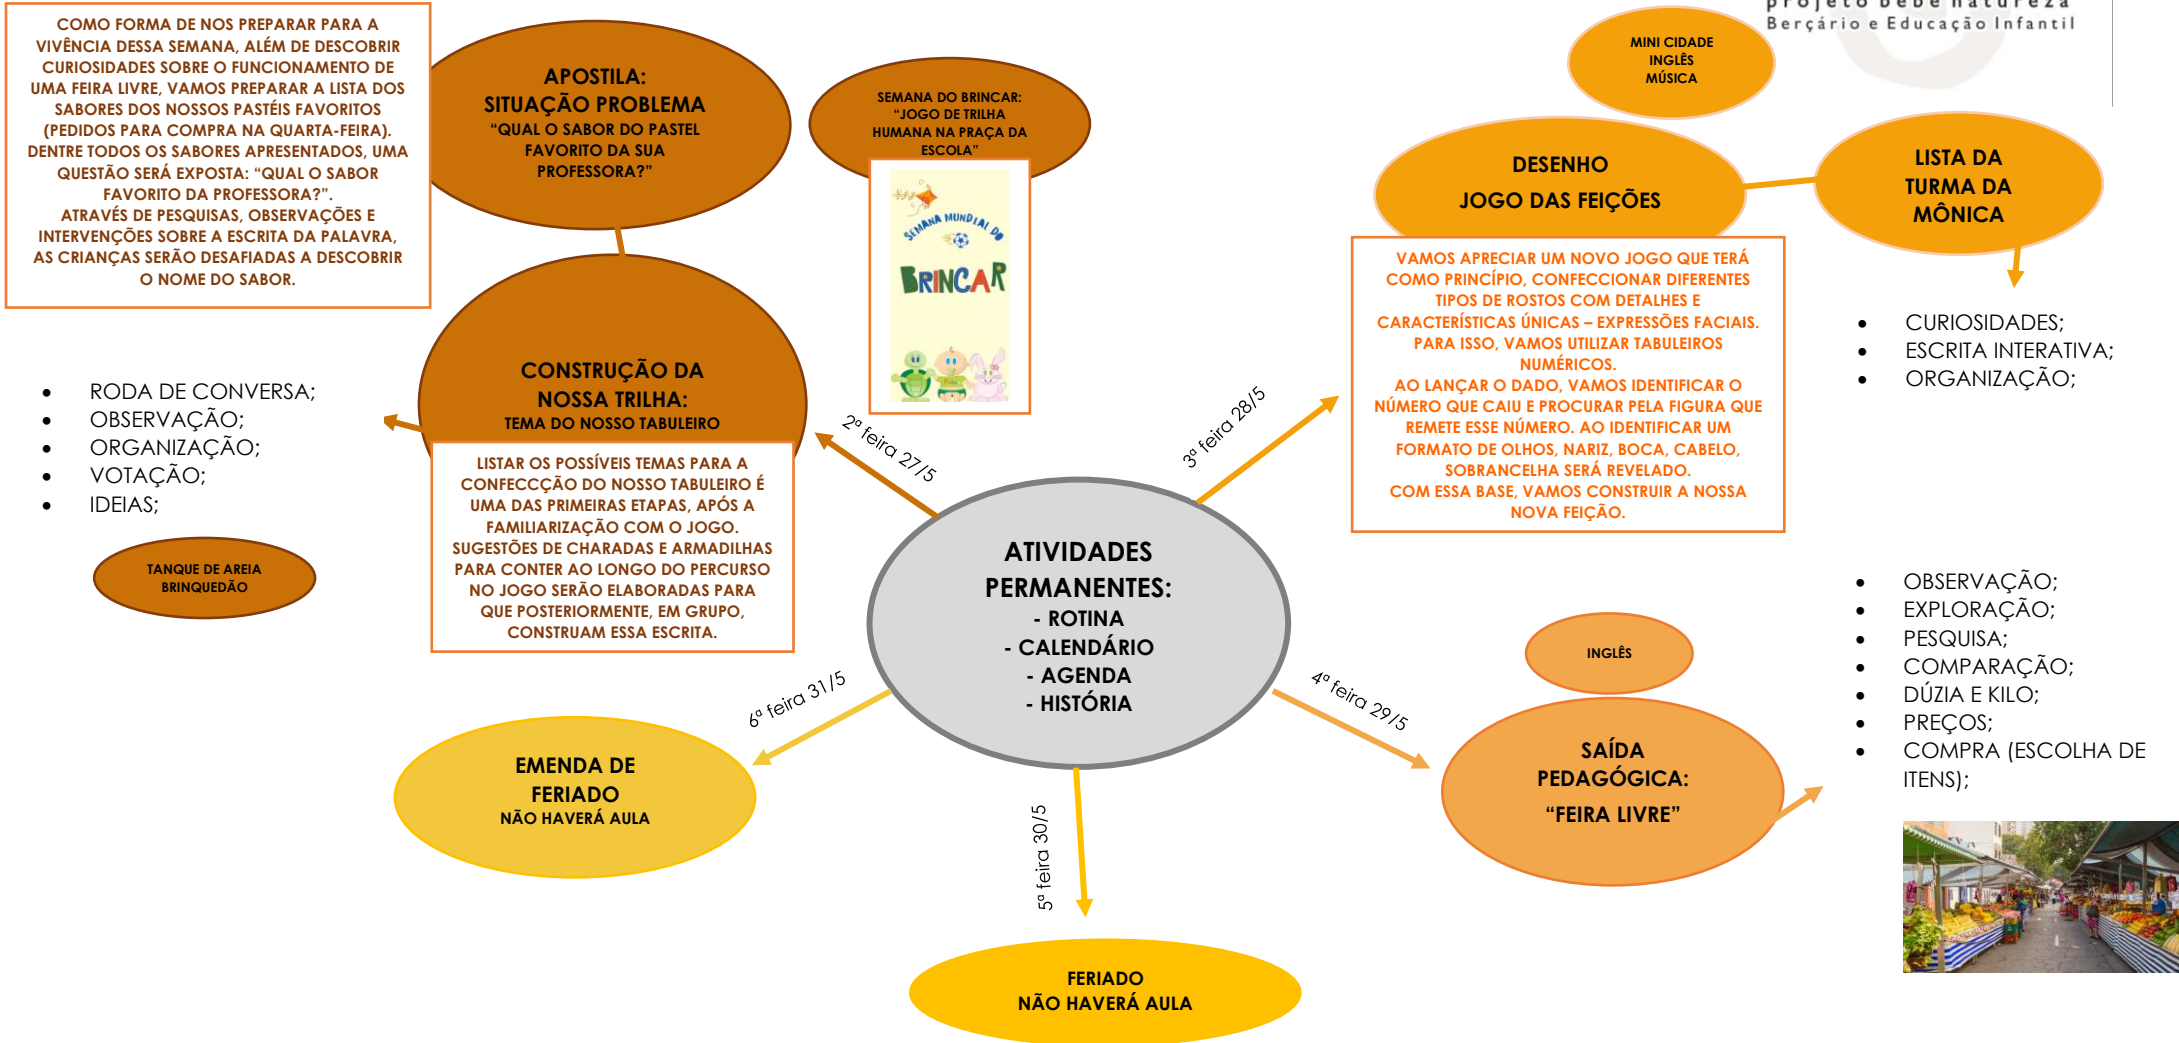 projeto bebê natureza
Berçário e Educação Infantil
COMO FORMA DE NOS PREPARAR PARA A
VIVÊNCIA DESSA SEMANA, ALÉM DE DESCOBRIR
CURIOSIDADES SOBRE O FUNCIONAMENTO DE
UMA FEIRA LIVRE, VAMOS PREPARAR A LISTA DOS
SABORES DOS NOSSOS PASTÉIS FAVORITOS
(PEDIDOS PARA COMPRA NA QUARTA-FEIRA).
DENTRE TODOS OS SABORES APRESENTADOS, UMA
QUESTÃO SERÁ EXPOSTA: “QUAL O SABOR
FAVORITO DA PROFESSORA?”.
ATRAVÉS DE PESQUISAS, OBSERVAÇÕES E
INTERVENÇÕES SOBRE A ESCRITA DA PALAVRA,
AS CRIANÇAS SERÃO DESAFIADAS A DESCOBRIR
O NOME DO SABOR.
APOSTILA:
SITUAÇÃO PROBLEMA
“QUAL O SABOR DO PASTEL
FAVORITO DA SUA
PROFESSORA?”
SEMANA DO BRINCAR:
“JOGO DE TRILHA
HUMANA NA PRAÇA DA
ESCOLA”
SEMANA MUNDIAL DO
BRINCAR
MINI CIDADE
INGLÊS
MÚSICA
DESENHO
JOGO DAS FEIÇÕES
LISTA DA
TURMA DA
MÔNICA
VAMOS APRECIAR UM NOVO JOGO QUE TERÁ
COMO PRINCÍPIO, CONFECCIONAR DIFERENTES
TIPOS DE ROSTOS COM DETALHES E
CARACTERÍSTICAS ÚNICAS – EXPRESSÕES FACIAIS.
PARA ISSO, VAMOS UTILIZAR TABULEIROS
NUMÉRICOS.
AO LANÇAR O DADO, VAMOS IDENTIFICAR O
NÚMERO QUE CAIU E PROCURAR PELA FIGURA QUE
REMETE ESSE NÚMERO. AO IDENTIFICAR UM
FORMATO DE OLHOS, NARIZ, BOCA, CABELO,
SOBRANCELHA SERÁ REVELADO.
COM ESSA BASE, VAMOS CONSTRUIR A NOSSA
NOVA FEIÇÃO.
• CURIOSIDADES;
• ESCRITA INTERATIVA;
• ORGANIZAÇÃO;
CONSTRUÇÃO DA
NOSSA TRILHA:
TEMA DO NOSSO TABULEIRO
LISTAR OS POSSÍVEIS TEMAS PARA A
CONFECCÇÃO DO NOSSO TABULEIRO É
UMA DAS PRIMEIRAS ETAPAS, APÓS A
FAMILIARIZAÇÃO COM O JOGO.
SUGESTÕES DE CHARADAS E ARMADILHAS
PARA CONTER AO LONGO DO PERCURSO
NO JOGO SERÃO ELABORADAS PARA
QUE POSTERIORMENTE, EM GRUPO,
CONSTRUAM ESSA ESCRITA.
• RODA DE CONVERSA;
• OBSERVAÇÃO;
• ORGANIZAÇÃO;
• VOTAÇÃO;
• IDEIAS;
TANQUE DE AREIA
BRINQUEDÃO
2ª feira 27/5
3ª feira 28/5
ATIVIDADES
PERMANENTES:
- ROTINA
- CALENDÁRIO
- AGENDA
- HISTÓRIA
4ª feira 29/5
INGLÊS
SAÍDA
PEDAGÓGICA:
“FEIRA LIVRE”
• OBSERVAÇÃO;
• EXPLORAÇÃO;
• PESQUISA;
• COMPARAÇÃO;
• DÚZIA E KILO;
• PREÇOS;
• COMPRA (ESCOLHA DE
ITENS);
6ª feira 31/5
EMENDA DE
FERIADO
NÃO HAVERÁ AULA
5ª feira 30/5
FERIADO
NÃO HAVERÁ AULA